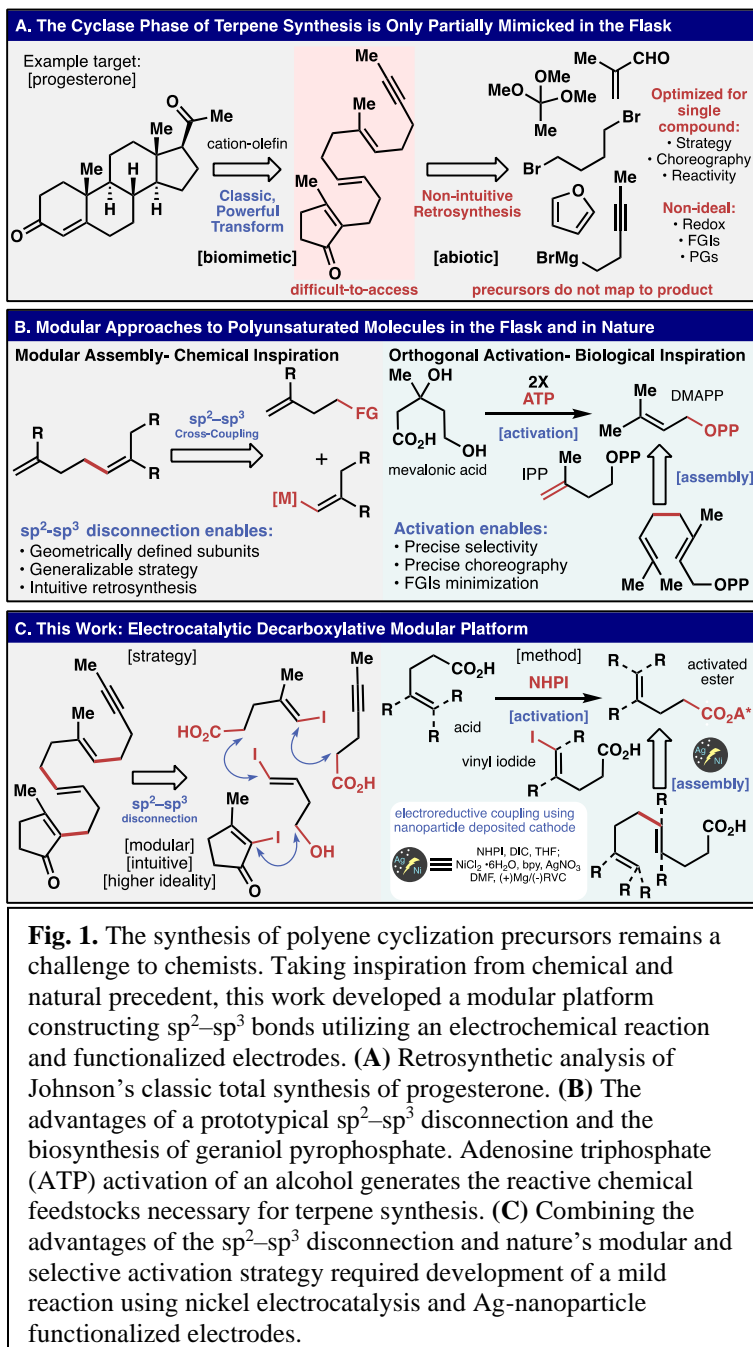 A. The Cyclase Phase of Terpene Synthesis is Only Partially Mimicked in the Flask
Example target:
[progesterone]
O
Me
Me
Me
H
H
H
O
cation-olefin
Classic,
Powerful
Transform
[biomimetic]
Me
Me
Me
O
difficult-to-access
Non-intuitive
Retrosynthesis
[abiotic]
OMe
MeO
OMe
Me
Me
CHO
Br
Br
O
Me
BrMg
Optimized for
single
compound:
• Strategy
• Choreography
• Reactivity
Non-ideal:
• Redox
• FGIs
• PGs
precursors do not map to product
B. Modular Approaches to Polyunsaturated Molecules in the Flask and in Nature
Modular Assembly- Chemical Inspiration
R
R
R
sp²–sp³
Cross-Coupling
R
FG
+
R
[M]
R
sp²-sp³ disconnection enables:
• Geometrically defined subunits
• Generalizable strategy
• Intuitive retrosynthesis
Orthogonal Activation- Biological Inspiration
OH
Me
CO₂H
OH
mevalonic acid
2X
ATP
[activation]
DMAPP
Me
Me
OPP
IPP
Me
OPP
[assembly]
Activation enables:
• Precise selectivity
• Precise choreography
• FGIs minimization
Me
Me
Me
OPP
C. This Work: Electrocatalytic Decarboxylative Modular Platform
[strategy]
Me
Me
Me
O
sp²–sp³
disconnection
[modular]
[intuitive]
[higher ideality]
Me
HO₂C
I
Me
CO₂H
I
OH
Me
I
O
[method]
CO₂H
R
R
R
acid
NHPI
[activation]
activated
ester
R
R
R
CO₂A*
vinyl iodide
I
R
R
CO₂H
Ag
Ni
[assembly]
electroreductive coupling using
nanoparticle deposited cathode
Ag
Ni
NHPI, DIC, THF;
NiCl₂ •6H₂O, bpy, AgNO₃
DMF, (+)Mg/(-)RVC
R
R
CO₂H
R
R
R
Fig. 1. The synthesis of polyene cyclization precursors remains a
challenge to chemists. Taking inspiration from chemical and
natural precedent, this work developed a modular platform
constructing sp²–sp³ bonds utilizing an electrochemical reaction
and functionalized electrodes. (A) Retrosynthetic analysis of
Johnson’s classic total synthesis of progesterone. (B) The
advantages of a prototypical sp²–sp³ disconnection and the
biosynthesis of geraniol pyrophosphate. Adenosine triphosphate
(ATP) activation of an alcohol generates the reactive chemical
feedstocks necessary for terpene synthesis. (C) Combining the
advantages of the sp²–sp³ disconnection and nature’s modular and
selective activation strategy required development of a mild
reaction using nickel electrocatalysis and Ag-nanoparticle
functionalized electrodes.